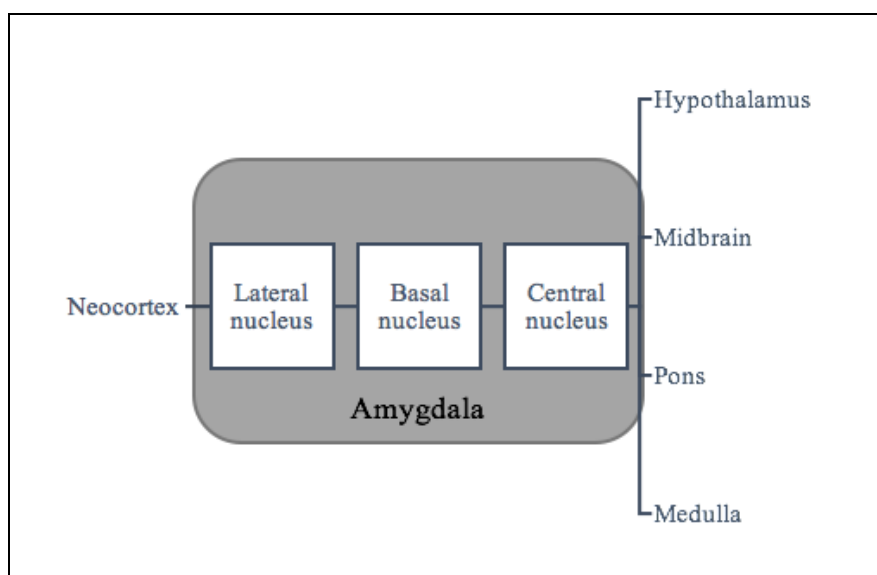 Hypothalamus
Midbrain
Neocortex
Lateral
nucleus
Basal
nucleus
Central
nucleus
Pons
Amygdala
Medulla